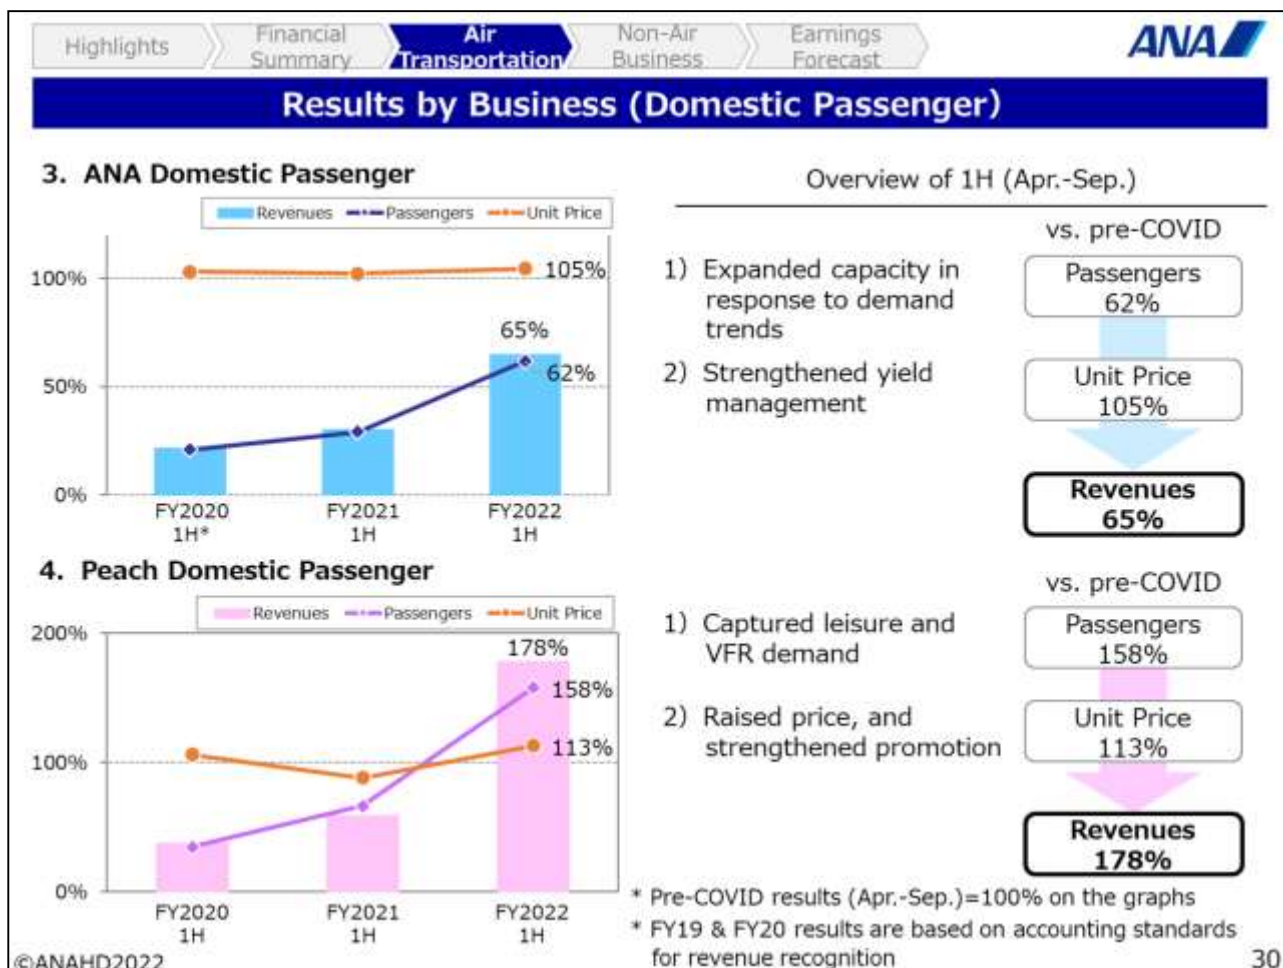 Highlights
Financial
Summary
Air
Transportation
Non-Air
Business
Earnings
Forecast
ANA
Results by Business (Domestic Passenger)
3. ANA Domestic Passenger
Revenues Passengers Unit Price
100%
50%
0%
105%
65%
62%
FY2020
1H*
FY2021
1H
FY2022
1H
Overview of 1H (Apr.-Sep.)
vs. pre-COVID
1) Expanded capacity in
response to demand
trends
2) Strengthened yield
management
Passengers
62%
Unit Price
105%
Revenues
65%
4. Peach Domestic Passenger
Revenues Passengers Unit Price
200%
100%
0%
178%
158%
113%
FY2020
1H
FY2021
1H
FY2022
1H
vs. pre-COVID
1) Captured leisure and
VFR demand
2) Raised price, and
strengthened promotion
Passengers
158%
Unit Price
113%
Revenues
178%
* Pre-COVID results (Apr.-Sep.)=100% on the graphs
* FY19 & FY20 results are based on accounting standards
for revenue recognition
©ANAHD2022
30